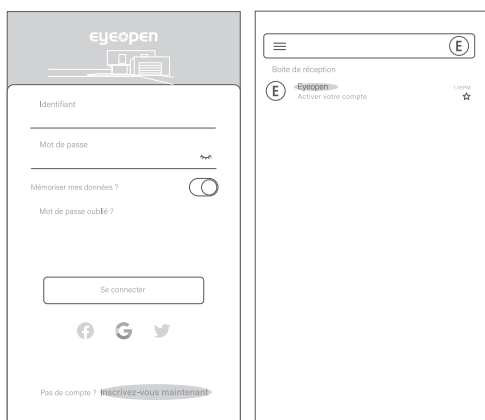 eyeopen
Identifiant
Mot de passe
Mémoriser mes données ?
Mot de passe oublié ?
Se connecter
Pas de compte ? Inscrivez-vous maintenant
E
Boite de réception
E
Eyeopen
1:36PM
Activer votre compte